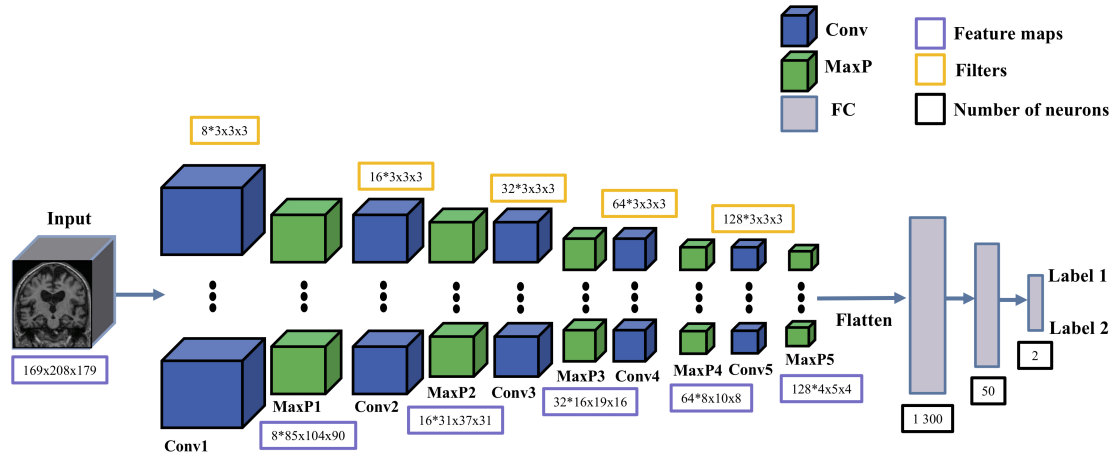 Conv
MaxP
FC
Feature maps
Filters
Number of neurons
8*3x3x3
16*3x3x3
32*3x3x3
64*3x3x3
128*3x3x3
Input
169x208x179
Conv1
MaxP1
8*85x104x90
Conv2
MaxP2
16*31x37x31
Conv3
MaxP3
32*16x19x16
Conv4
MaxP4
64*8x10x8
Conv5
MaxP5
128*4x5x4
Flatten
1 300
50
2
Label 1
Label 2